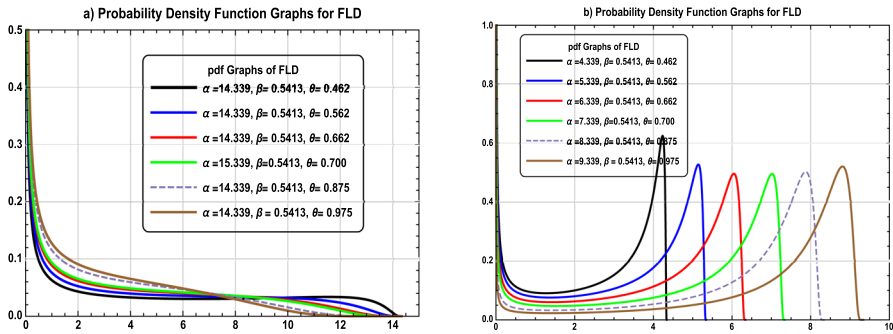 a) Probability Density Function Graphs for FLD
0.5
0.4
0.3
0.2
0.1
0.0
pdf Graphs of FLD
α =14.339, β= 0.5413, θ= 0.462
α =14.339, β= 0.5413, θ= 0.562
α =14.339, β= 0.5413, θ= 0.662
α =15.339, β=0.5413, θ= 0.700
α =14.339, β= 0.5413, θ= 0.875
α =14.339, β = 0.5413, θ= 0.975
0 2 4 6 8 10 12 14
b) Probability Density Function Graphs for FLD
1.0
0.8
0.6
0.4
0.2
0.0
pdf Graphs of FLD
α =4.339, β= 0.5413, θ= 0.462
α =5.339, β= 0.5413, θ= 0.562
α =6.339, β= 0.5413, θ= 0.662
α =7.339, β=0.5413, θ= 0.700
α =8.339, β= 0.5413, θ= 0.875
α =9.339, β = 0.5413, θ= 0.975
0 2 4 6 8 10